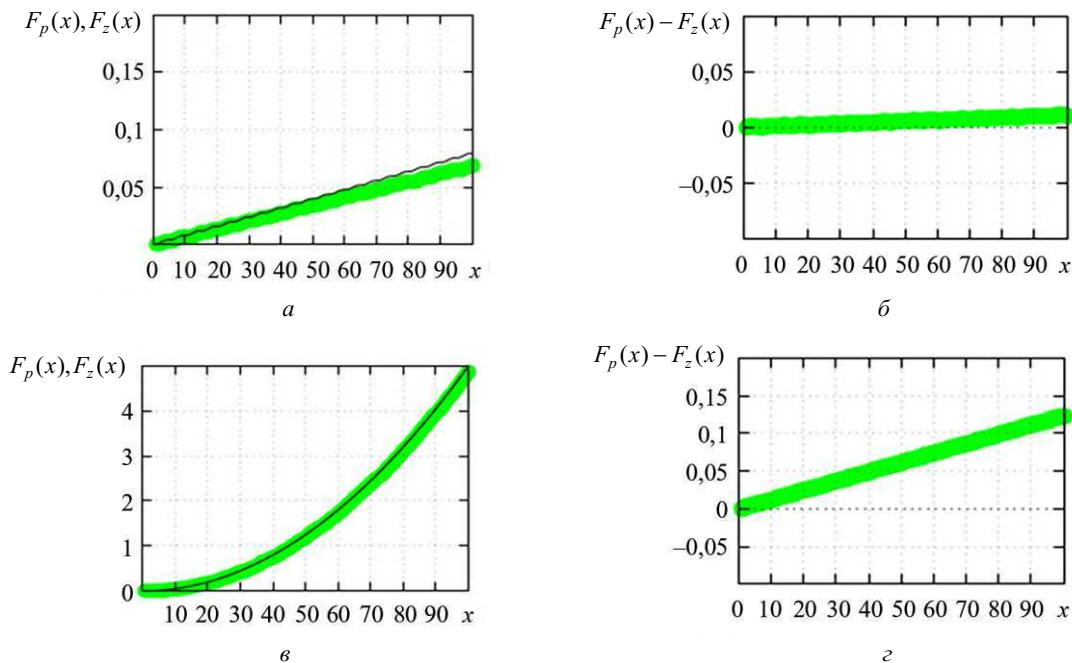 F_p(x), F_z(x)
0,15
0,1
0,05
0 10 20 30 40 50 60 70 80 90 x
а
F_p(x) – F_z(x)
0,05
0
–0,05
0 10 20 30 40 50 60 70 80 90 x
б
F_p(x), F_z(x)
4
3
2
1
0
10 20 30 40 50 60 70 80 90 x
в
F_p(x) – F_z(x)
0,15
0,1
0,05
0
–0,05
0 10 20 30 40 50 60 70 80 90 x
г